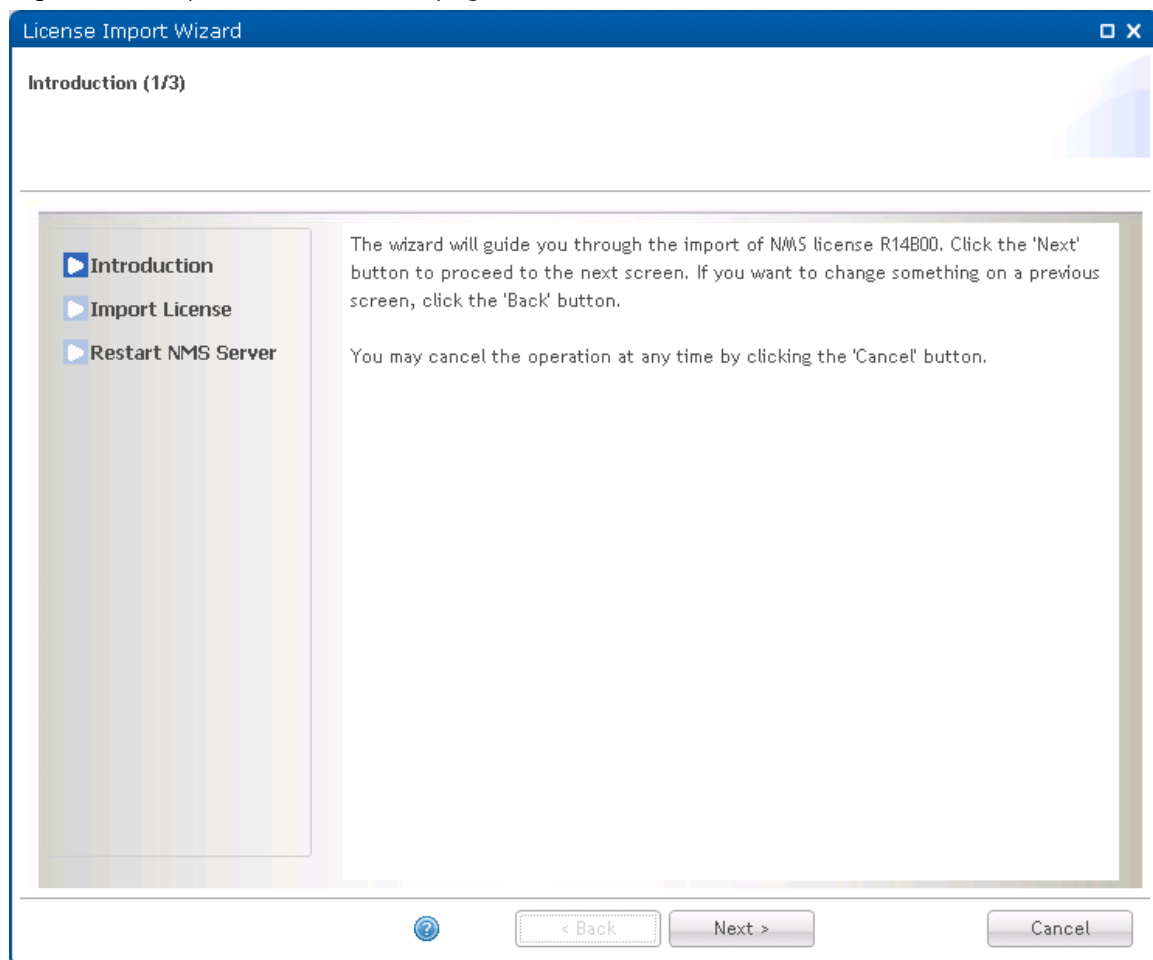 License Import Wizard
Introduction (1/3)
Introduction
Import License
Restart NMS Server
The wizard will guide you through the import of NMS license R14B00. Click the 'Next'
button to proceed to the next screen. If you want to change something on a previous
screen, click the 'Back' button.
You may cancel the operation at any time by clicking the 'Cancel' button.
?
< Back
Next >
Cancel